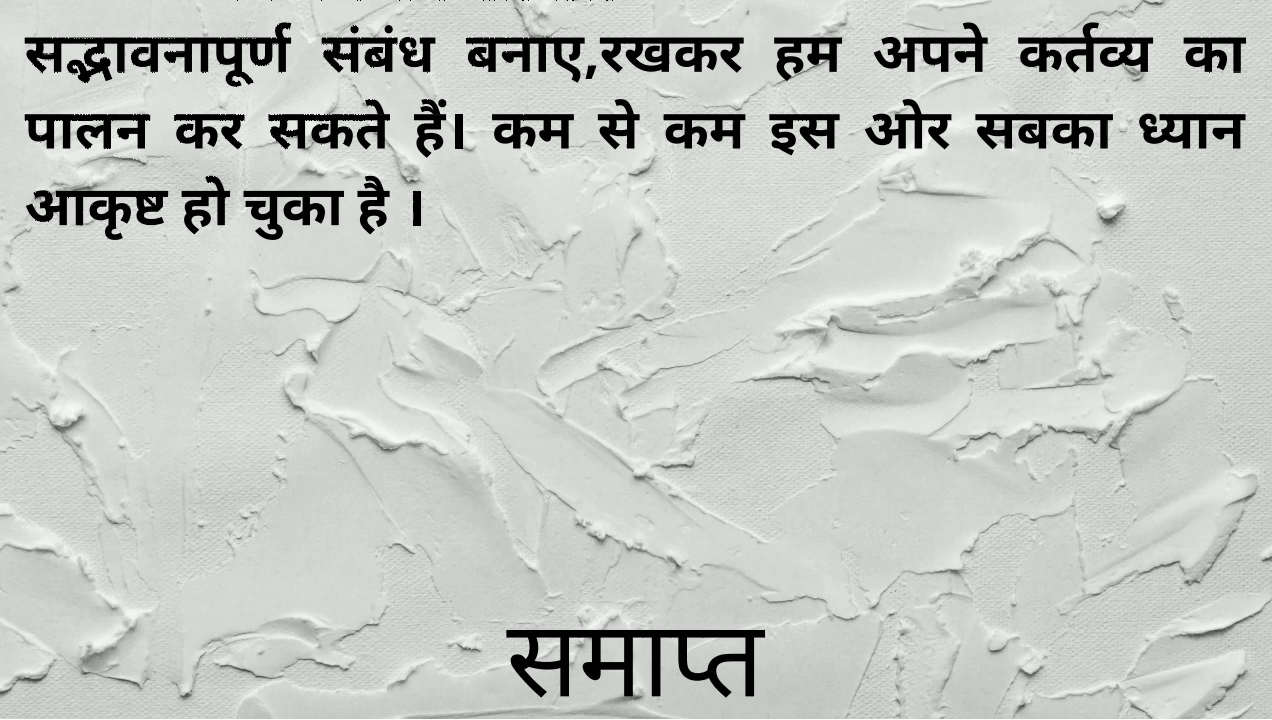 सद्भावनापूर्ण संबंध बनाए,रखकर हम अपने कर्तव्य का
पालन कर सकते हैं। कम से कम इस ओर सबका ध्यान
आकृष्ट हो चुका है ।
समाप्त